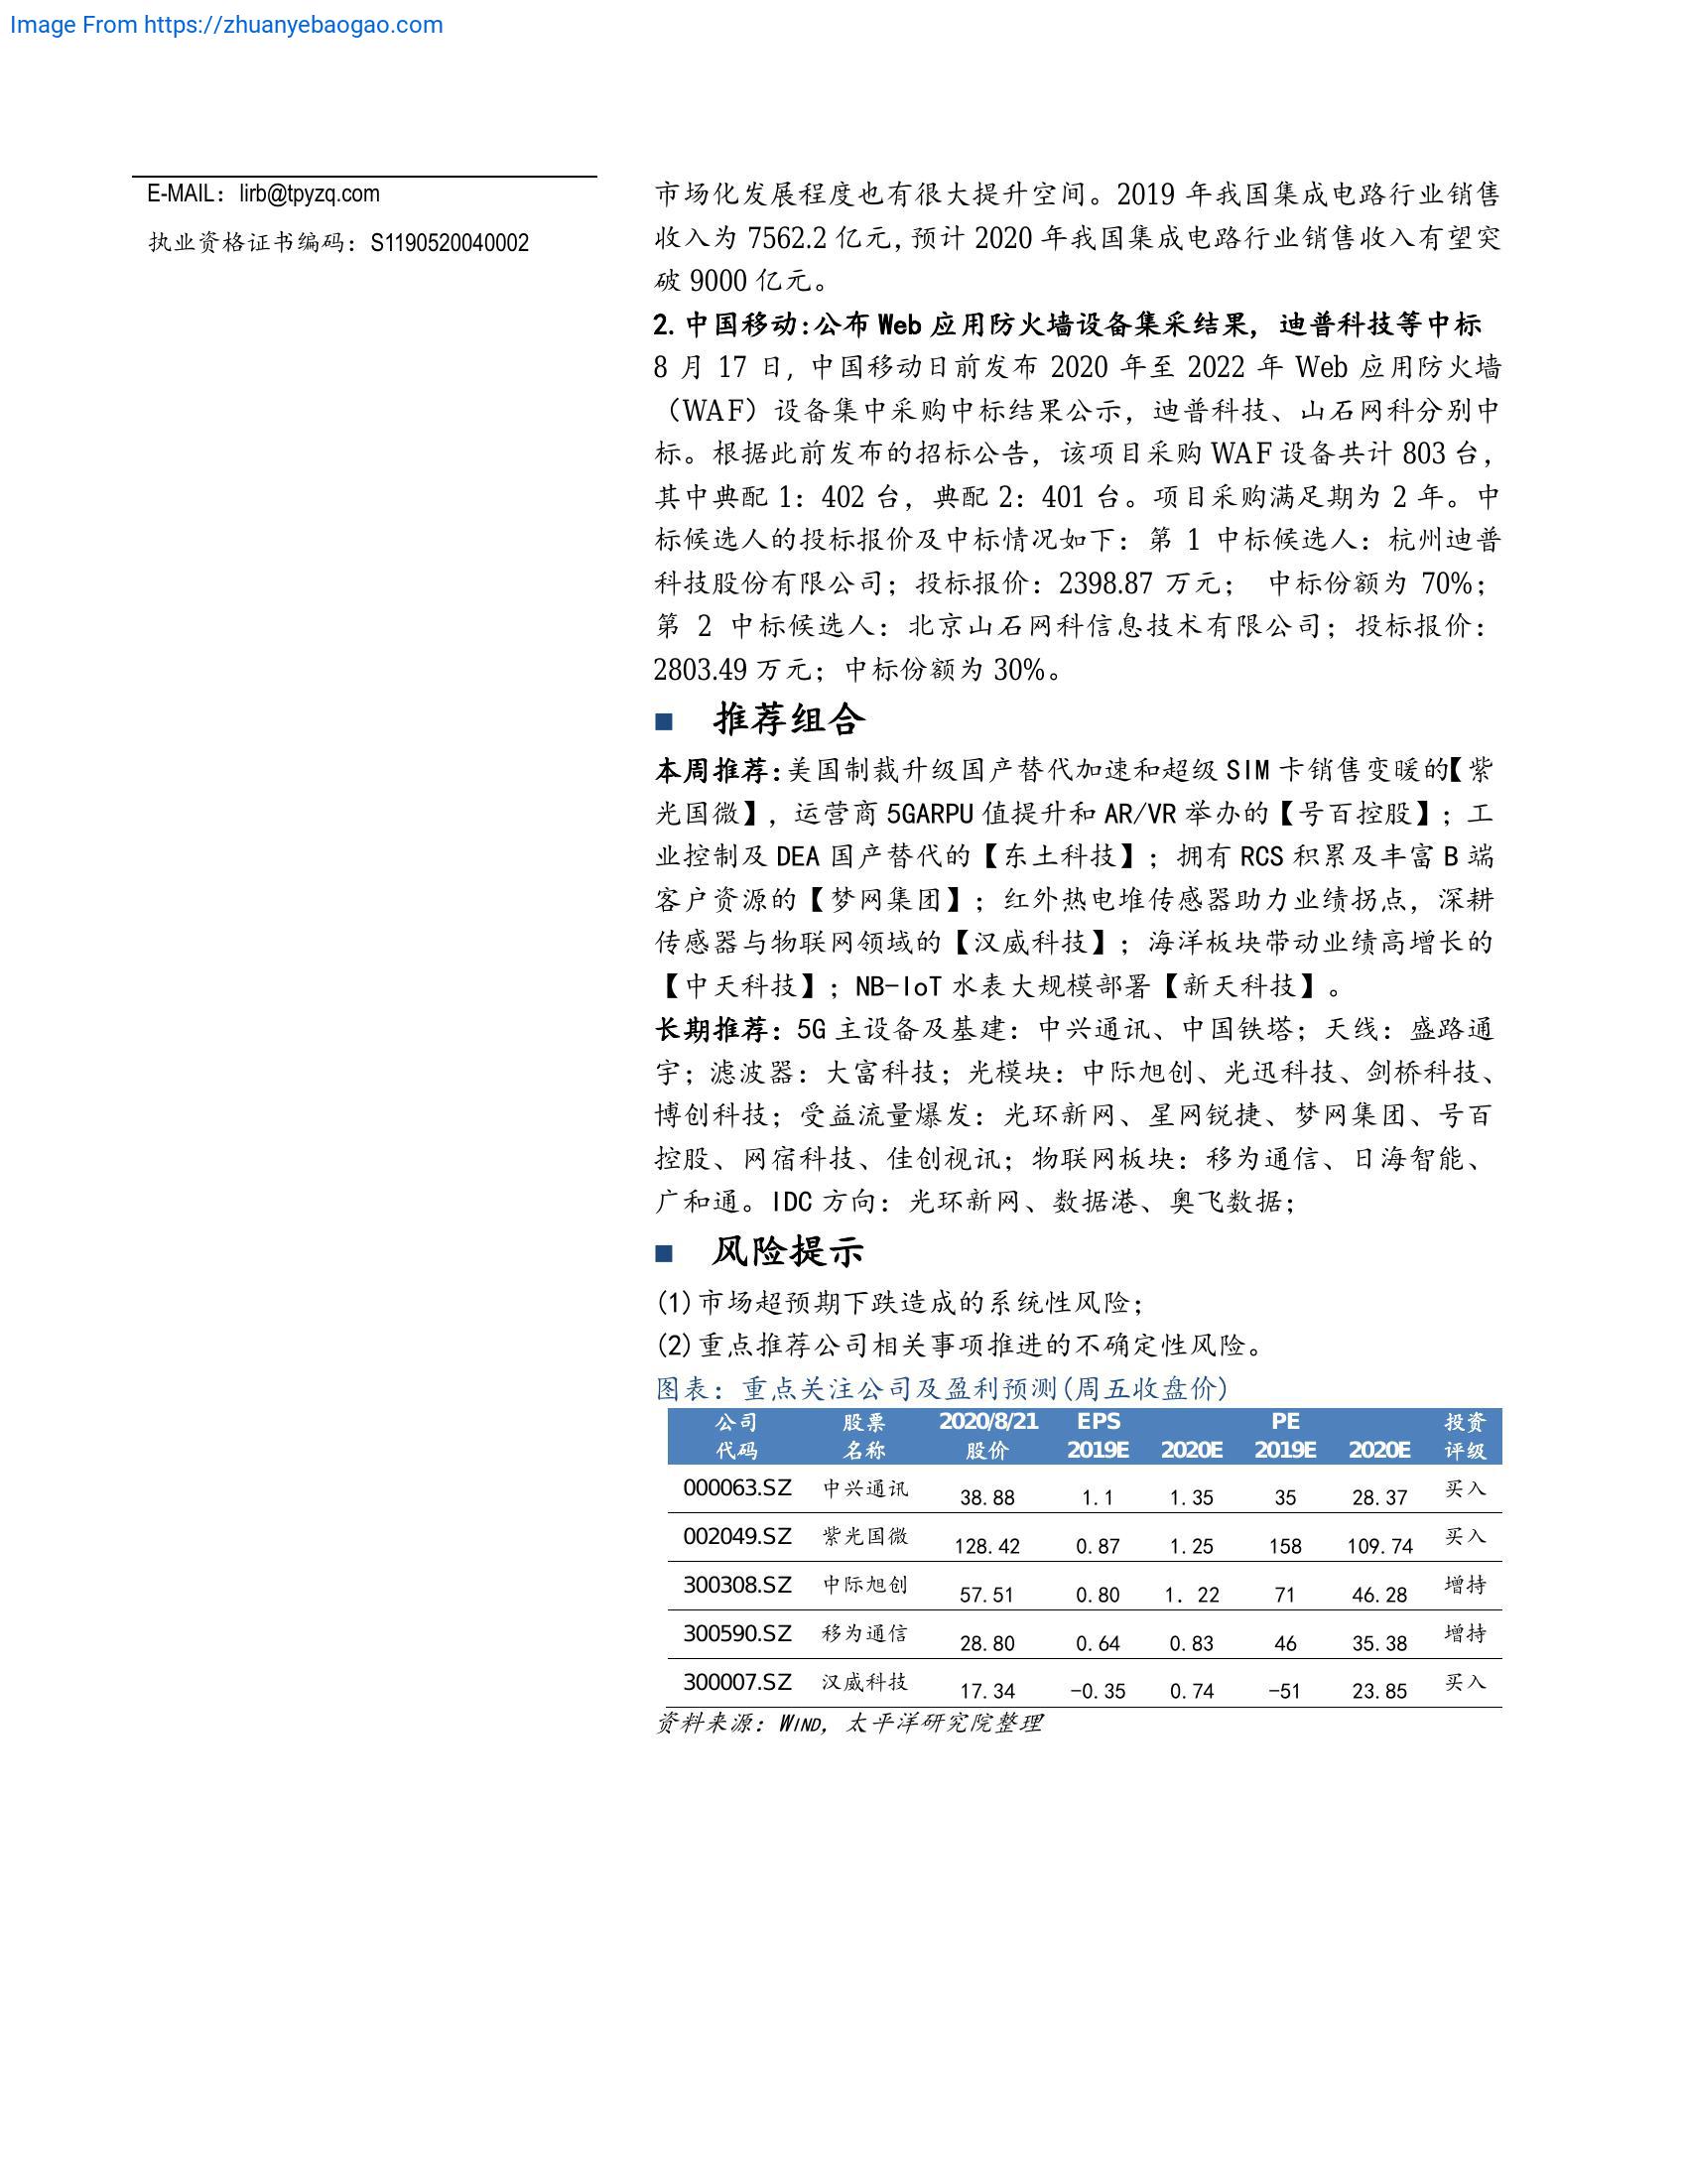 Image From https://zhuanyebaogao.com
E-MAIL：lirb@tpyzq.com
执业资格证书编码：S1190520040002
市场化发展程度也有很大提升空间。2019 年我国集成电路行业销售
收入为 7562.2 亿元,预计 2020 年我国集成电路行业销售收入有望突
破 9000 亿元。
2.中国移动:公布 Web 应用防火墙设备集采结果，迪普科技等中标
8 月 17 日，中国移动日前发布 2020 年至 2022 年 Web 应用防火墙
（WAF）设备集中采购中标结果公示，迪普科技、山石网科分别中
标。根据此前发布的招标公告，该项目采购 WAF 设备共计 803 台，
其中典配 1：402 台，典配 2：401 台。项目采购满足期为 2 年。中
标候选人的投标报价及中标情况如下：第 1 中标候选人：杭州迪普
科技股份有限公司；投标报价：2398.87 万元； 中标份额为 70%；
第 2 中标候选人：北京山石网科信息技术有限公司；投标报价：
2803.49 万元；中标份额为 30%。
■ 推荐组合
本周推荐:美国制裁升级国产替代加速和超级 SIM 卡销售变暖的【紫
光国微】，运营商 5GARPU 值提升和 AR/VR 举办的【号百控股】；工
业控制及 DEA 国产替代的【东土科技】；拥有 RCS 积累及丰富 B 端
客户资源的【梦网集团】；红外热电堆传感器助力业绩拐点，深耕
传感器与物联网领域的【汉威科技】；海洋板块带动业绩高增长的
【中天科技】；NB-IoT 水表大规模部署【新天科技】。
长期推荐：5G 主设备及基建：中兴通讯、中国铁塔；天线：盛路通
宇；滤波器：大富科技；光模块：中际旭创、光迅科技、剑桥科技、
博创科技；受益流量爆发：光环新网、星网锐捷、梦网集团、号百
控股、网宿科技、佳创视讯；物联网板块：移为通信、日海智能、
广和通。IDC 方向：光环新网、数据港、奥飞数据；
■ 风险提示
(1)市场超预期下跌造成的系统性风险；
(2)重点推荐公司相关事项推进的不确定性风险。
图表：重点关注公司及盈利预测(周五收盘价)
公司 股票 2020/8/21 EPS PE 投资
代码 名称 股价 2019E 2020E 2019E 2020E 评级
000063.SZ 中兴通讯 38.88 1.1 1.35 35 28.37 买入
002049.SZ 紫光国微 128.42 0.87 1.25 158 109.74 买入
300308.SZ 中际旭创 57.51 0.80 1. 22 71 46.28 增持
300590.SZ 移为通信 28.80 0.64 0.83 46 35.38 增持
300007.SZ 汉威科技 17.34 -0.35 0.74 -51 23.85 买入
资料来源：WIND，太平洋研究院整理